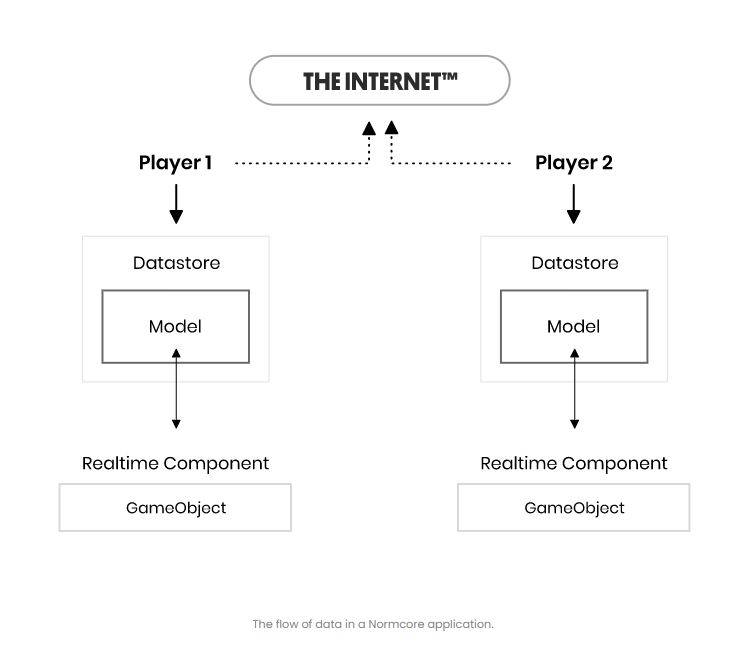 THE INTERNET™
Player 1
Player 2
Datastore
Datastore
Model
Model
Realtime Component
Realtime Component
GameObject
GameObject
The flow of data in a Normcore application.